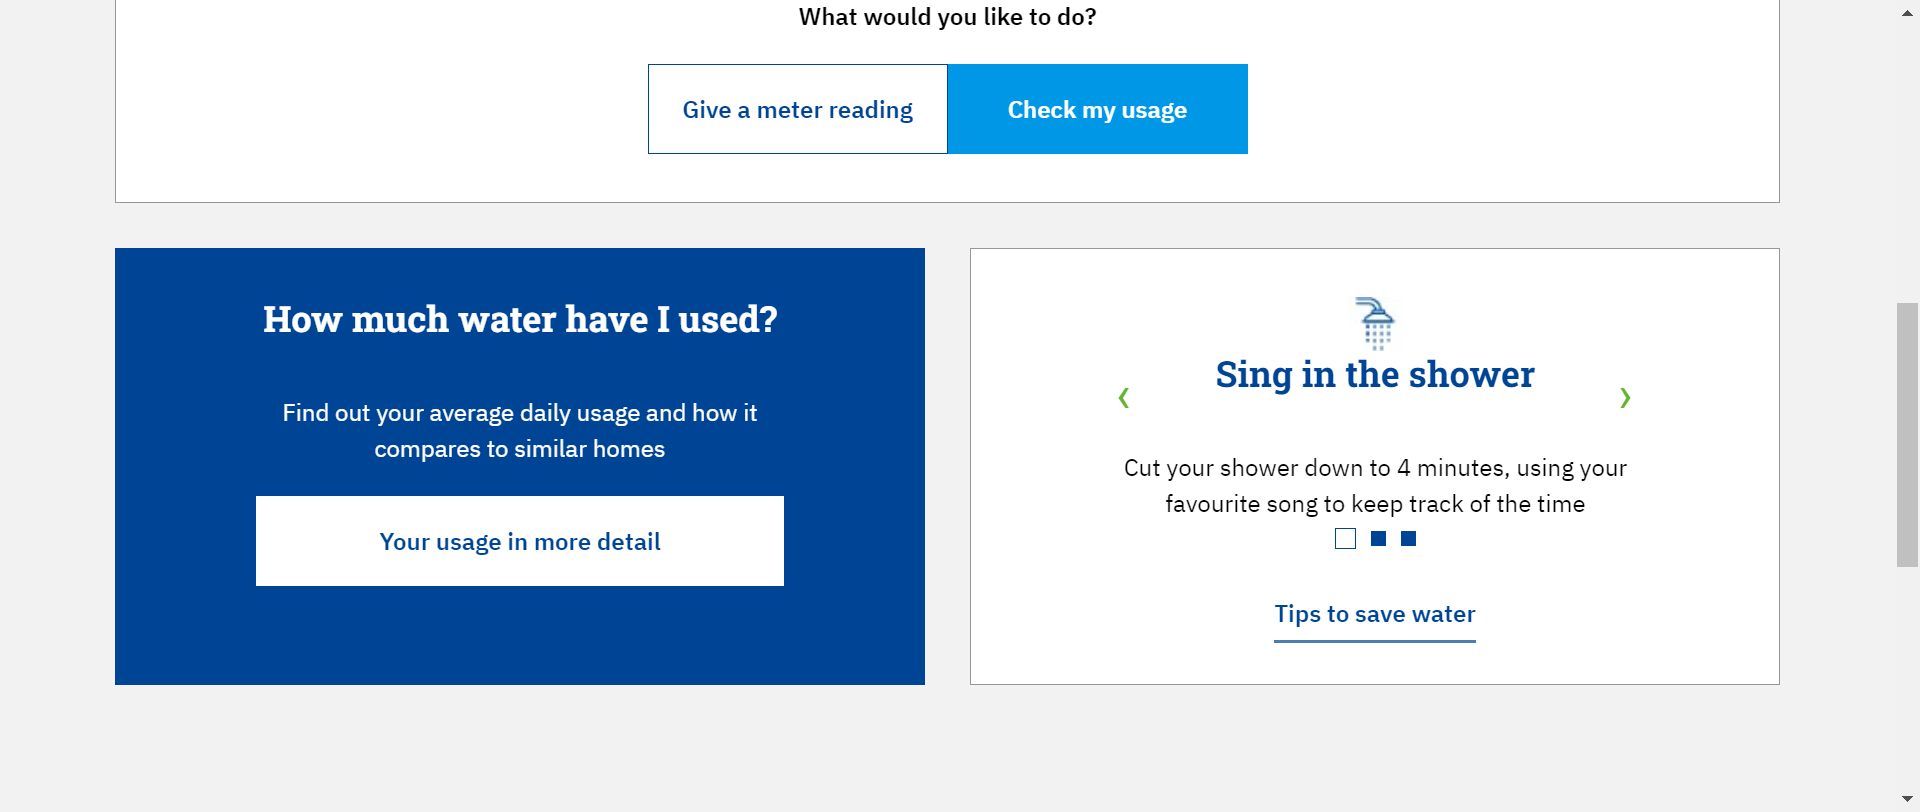 What would you like to do?
Give a meter reading
Check my usage
How much water have I used?
Find out your average daily usage and how it
compares to similar homes
Your usage in more detail
Sing in the shower
Cut your shower down to 4 minutes, using your
favourite song to keep track of the time
Tips to save water